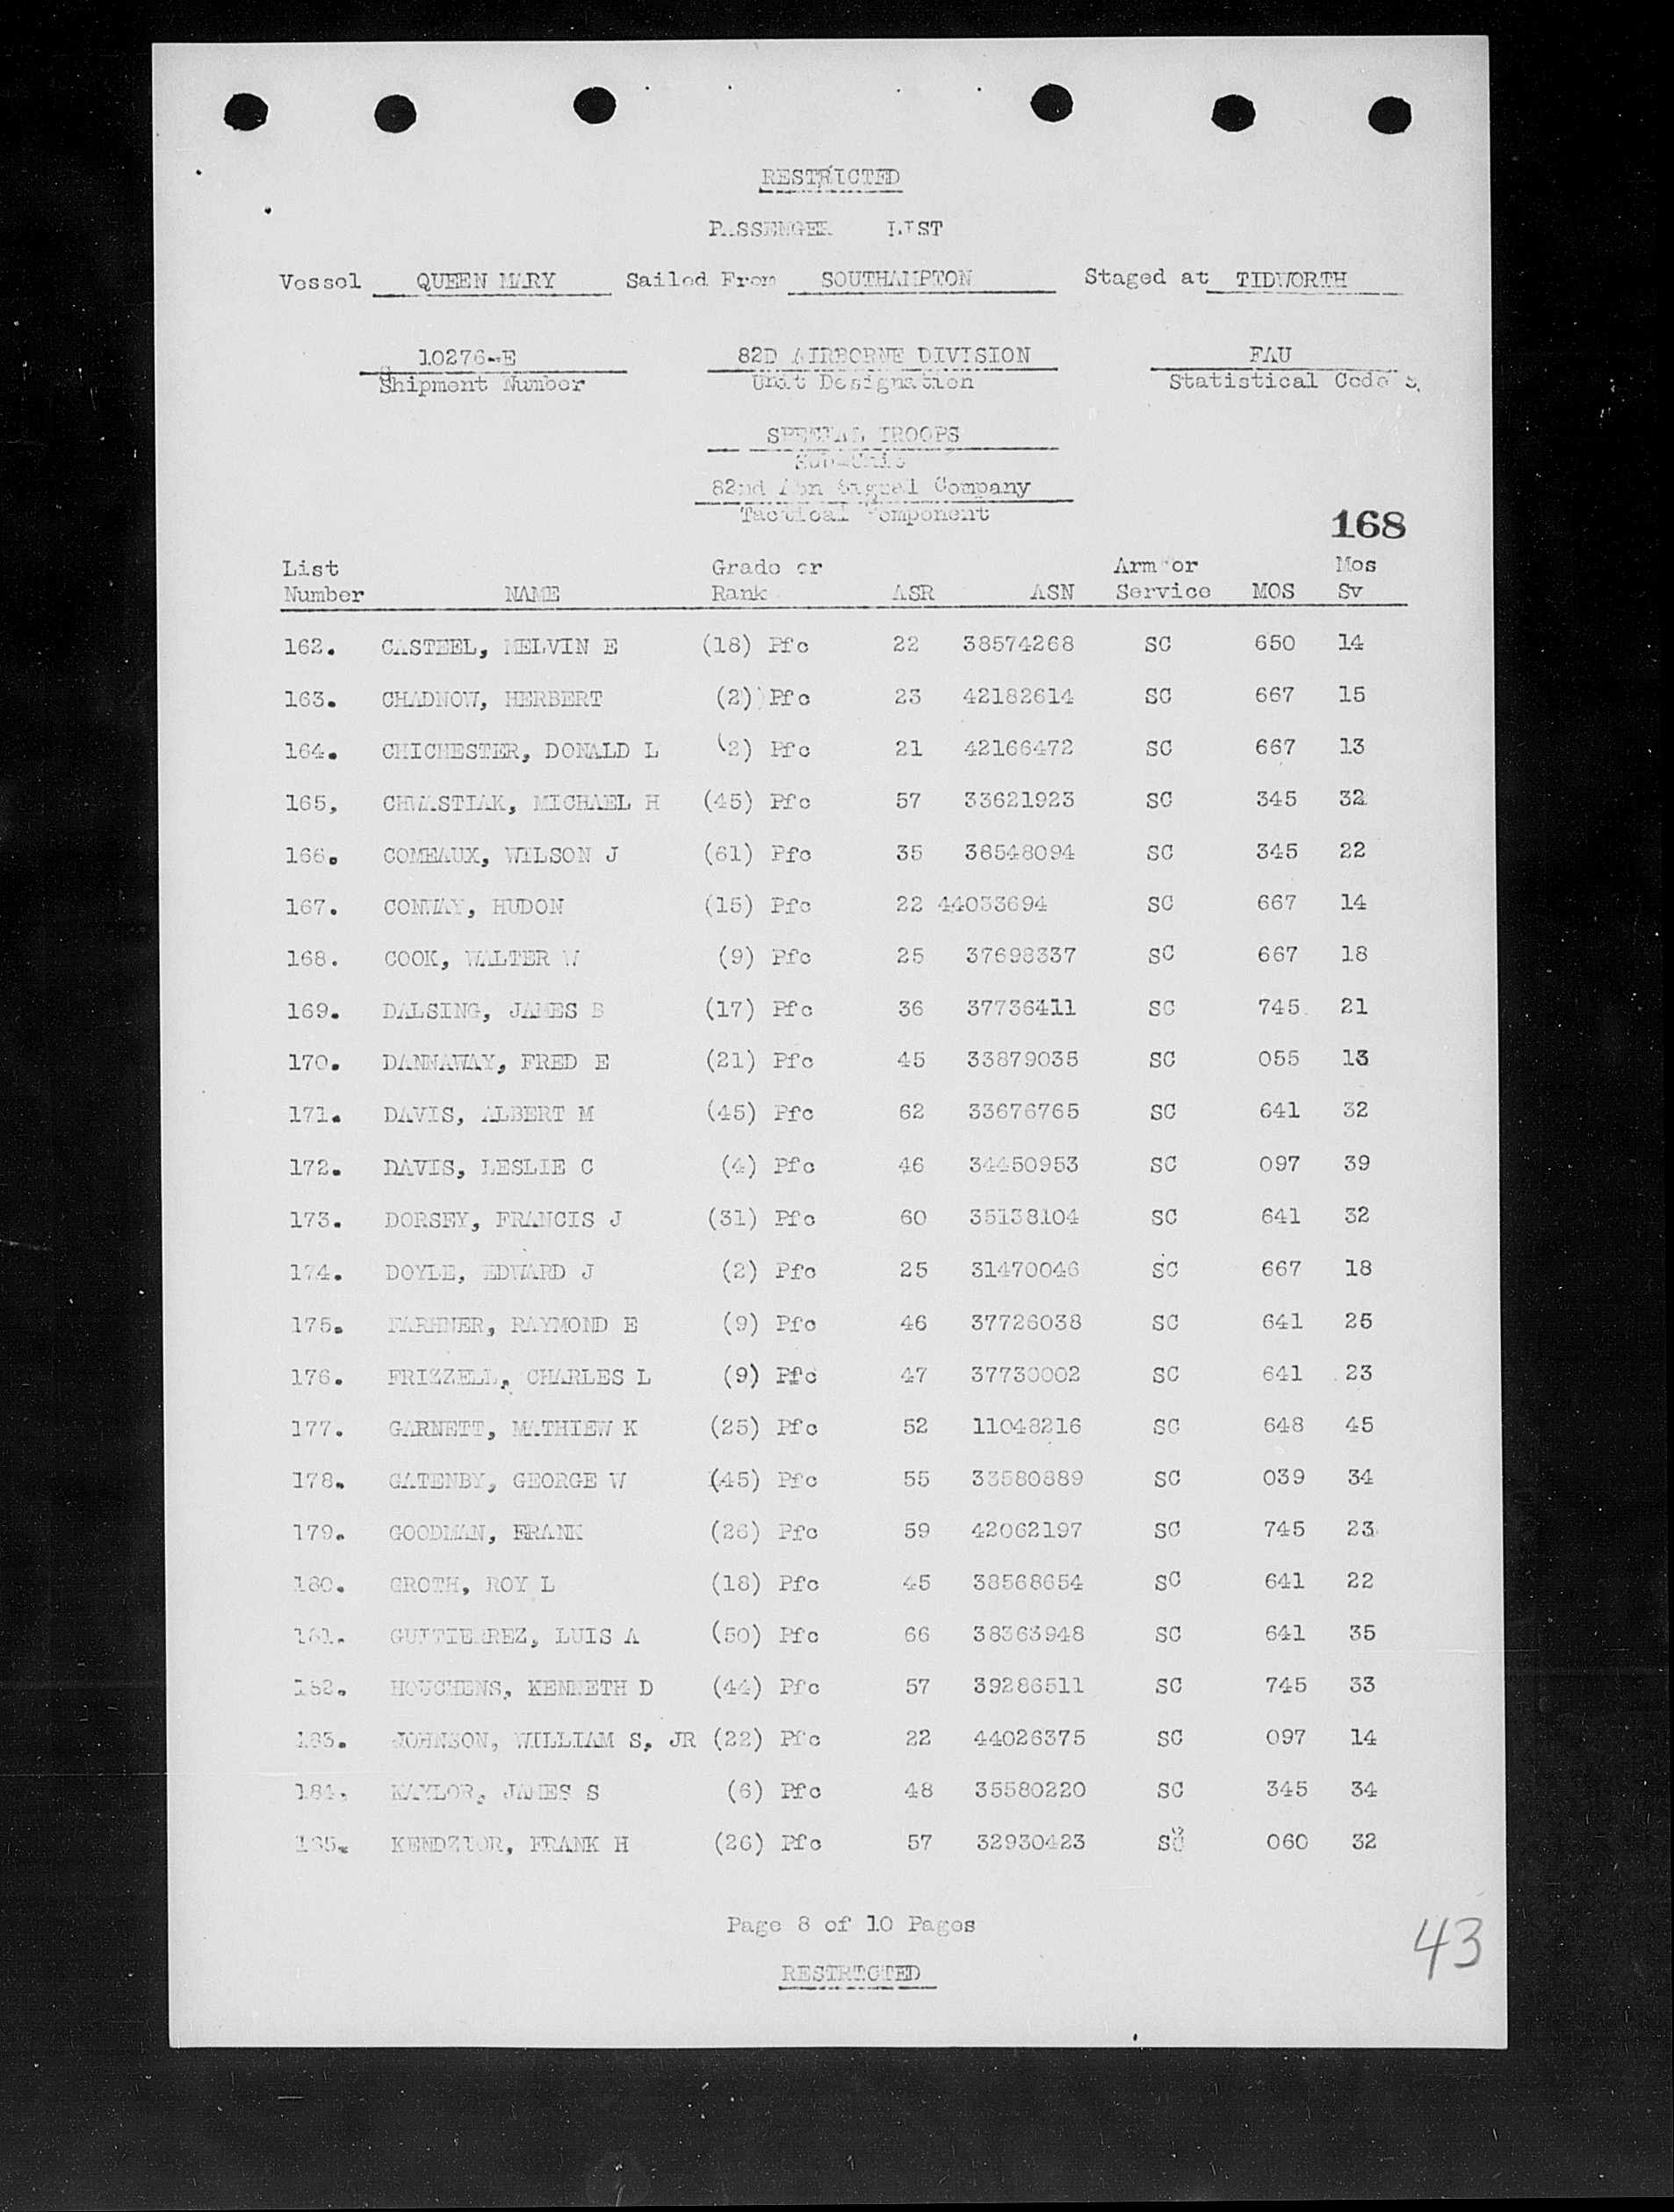 RESTRICTED
PASSENGER LIST
Vessel QUEEN MARY Sailed From SOUTHAMPTON Staged at TIDWORTH
10276-E 82D AIRBORNE DIVISION FAU
Shipment Number Unit Designation Statistical Code
SPECIAL TROOPS
Sub-Unit
82nd Abn Signal Company
Tactical Component
168
List Grade or Arm or Mos
Number NAME Rank ASR ASN Service MOS Sv
162. CASTEEL, MELVIN E (18) Pfc 22 38574268 SC 650 14
163. CHADNOW, HERBERT (2) Pfc 23 42182614 SC 667 15
164. CHICHESTER, DONALD L (2) Pfc 21 42166472 SC 667 13
165, CHWASTIAK, MICHAEL H (45) Pfc 57 33621923 SC 345 32
166. COMEAUX, WILSON J (61) Pfc 35 38548094 SC 345 22
167. CONWAY, HUDON (15) Pfc 22 44033694 SC 667 14
168. COOK, WALTER W (9) Pfc 25 37698337 SC 667 18
169. DALSING, JAMES B (17) Pfc 36 37736411 SC 745 21
170. DANNAWAY, FRED E (21) Pfc 45 33879035 SC 055 13
171. DAVIS, ALBERT M (45) Pfc 62 33676765 SC 641 32
172. DAVIS, LESLIE C (4) Pfc 46 34450953 SC 097 39
173. DORSEY, FRANCIS J (31) Pfc 60 35138104 SC 641 32
174. DOYLE, EDWARD J (2) Pfc 25 31470046 SC 667 18
175. FARHNER, RAYMOND E (9) Pfc 46 37726038 SC 641 25
176. FRIZZELL, CHARLES L (9) Pfc 47 37730002 SC 641 23
177. GARNETT, MATHIEW K (25) Pfc 52 11048216 SC 648 45
178. GATENBY, GEORGE W (45) Pfc 55 33580889 SC 039 34
179. GOODMAN, FRANK (26) Pfc 59 42062197 SC 745 23
180. GROTH, ROY L (18) Pfc 45 38568654 SC 641 22
181. GUTTIERREZ, LUIS A (50) Pfc 66 38363948 SC 641 35
182. HOUCHENS, KENNETH D (44) Pfc 57 39286511 SC 745 33
183. JOHNSON, WILLIAM S, JR (22) Pfc 22 44026375 SC 097 14
184. KAYLOR, JAMES S (6) Pfc 48 35580220 SC 345 34
185. KENDZIOR, FRANK H (26) Pfc 57 32930423 SC 060 32
Page 8 of 10 Pages
43
RESTRICTED